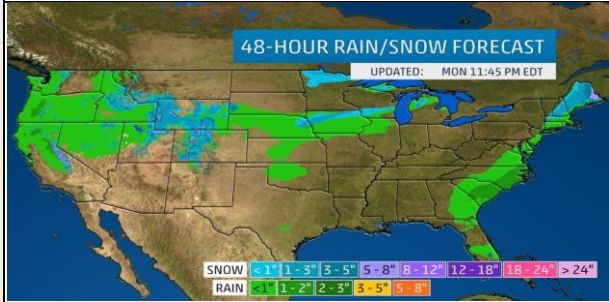 48-HOUR RAIN/SNOW FORECAST
UPDATED: MON 11:45 PM EDT
SNOW < 1" 1 - 3" 3 - 5" 5 - 8" 8 - 12" 12 - 18" 18 - 24" > 24"
RAIN <1" 1 - 2" 2 - 3" 3 - 5" 5 - 8"